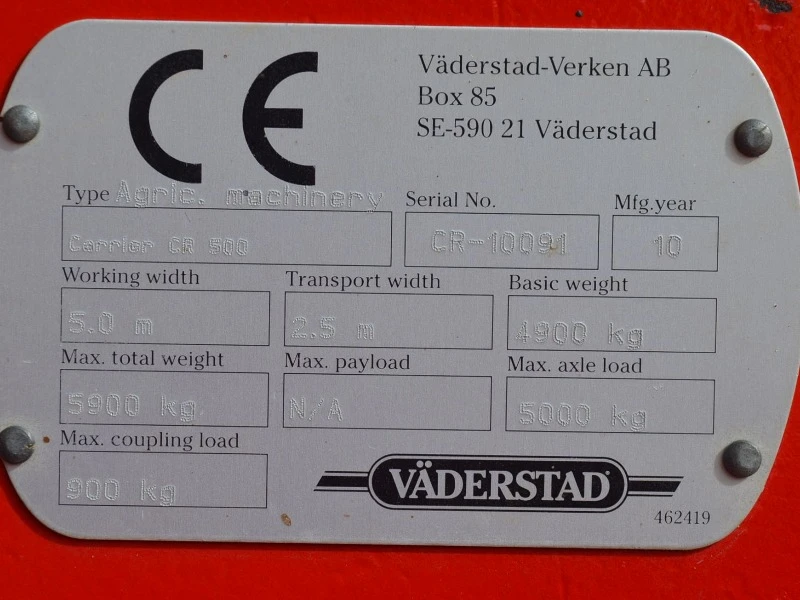 CE
Väderstad-Verken AB
Box 85
SE-590 21 Väderstad
Type Agric. machinery
Serial No.
Mfg.year
Carrier CR 500
CR-10091
10
Working width
Transport width
Basic weight
5.0 m
2.5 m
4900 kg
Max. total weight
Max. payload
Max. axle load
5900 kg
N/A
5000 kg
Max. coupling load
900 kg
VÄDERSTAD
462419